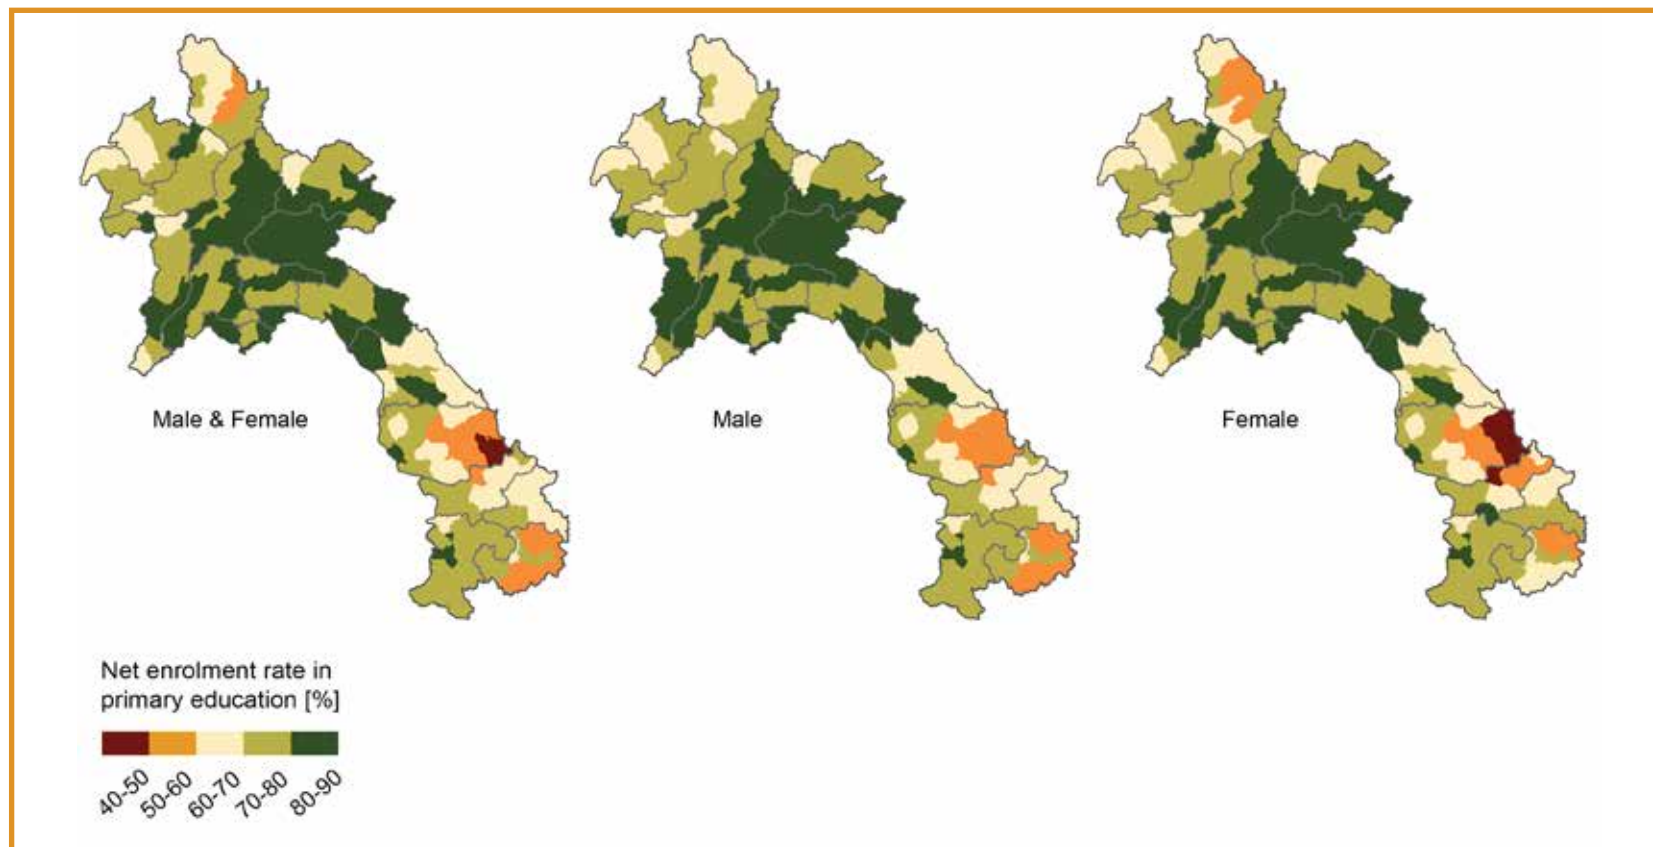 Male & Female
Male
Female
Net enrolment rate in
primary education [%]
40-50
50-60
60-70
70-80
80-90